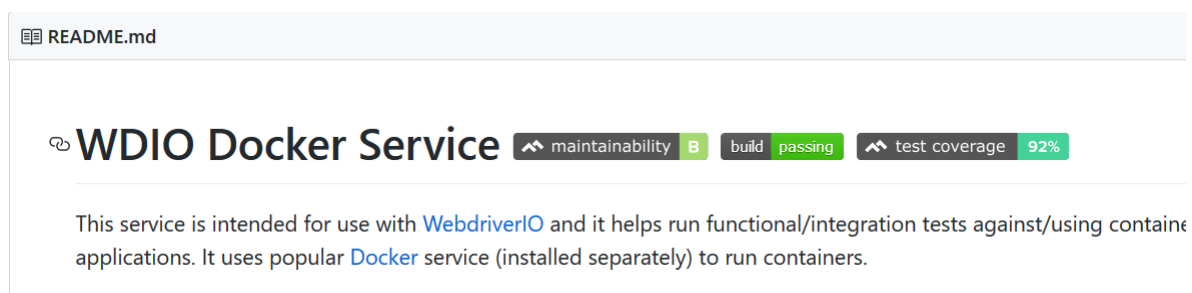 README.md
WDIO Docker Service maintainability B build passing test coverage 92%
This service is intended for use with WebdriverIO and it helps run functional/integration tests against/using
applications. It uses popular Docker service (installed separately) to run containers.